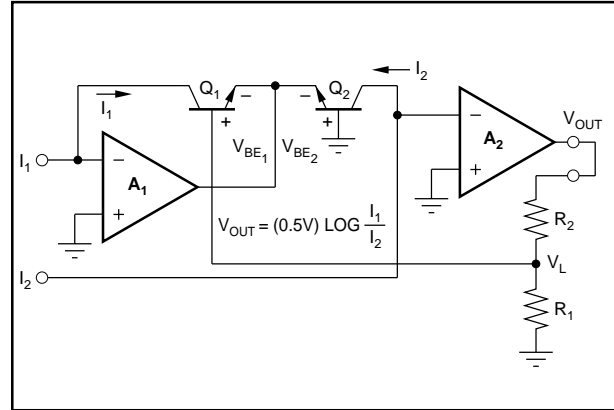 Q1
Q2
I2
I1
− −
+ +
VBE1 VBE2
I1
−
A1
+
−
A2
+
VOUT
VOUT = (0.5V) LOG I1
I2
R2
VL
R1
I2